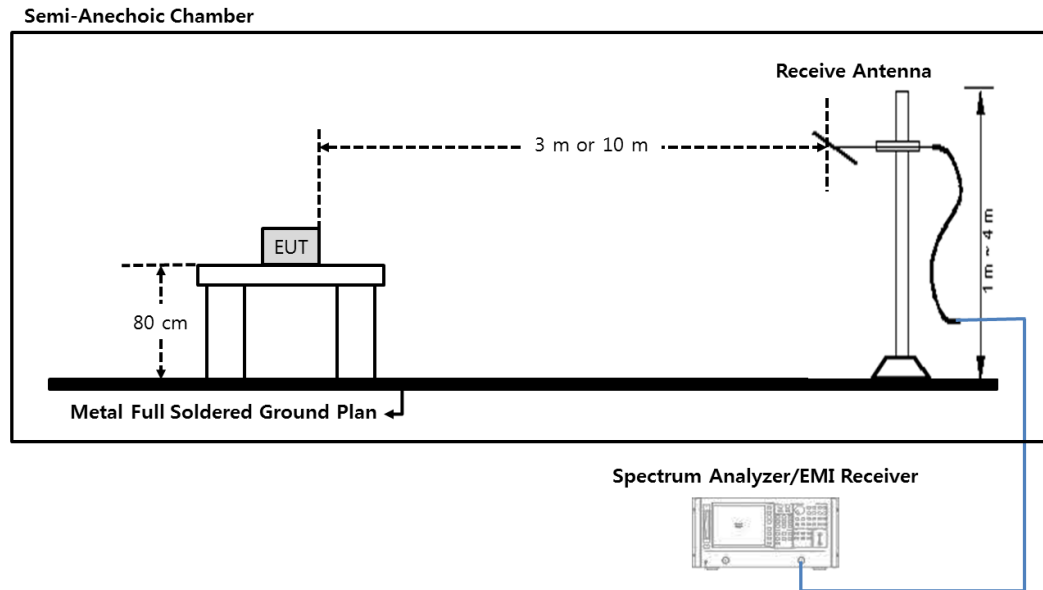 Semi-Anechoic Chamber
Receive Antenna
3 m or 10 m
EUT
1 m ~ 4 m
80 cm
Metal Full Soldered Ground Plan
Spectrum Analyzer/EMI Receiver